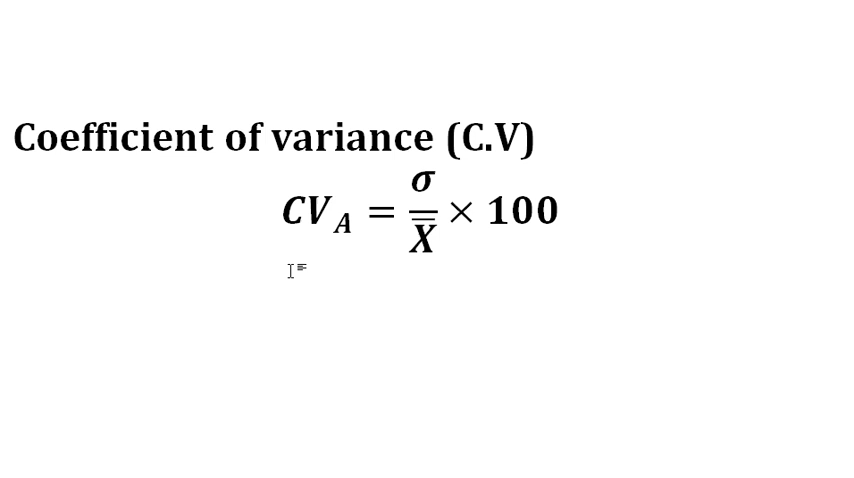 Coefficient of variance (C.V)
CV_A = σ/X̅ × 100